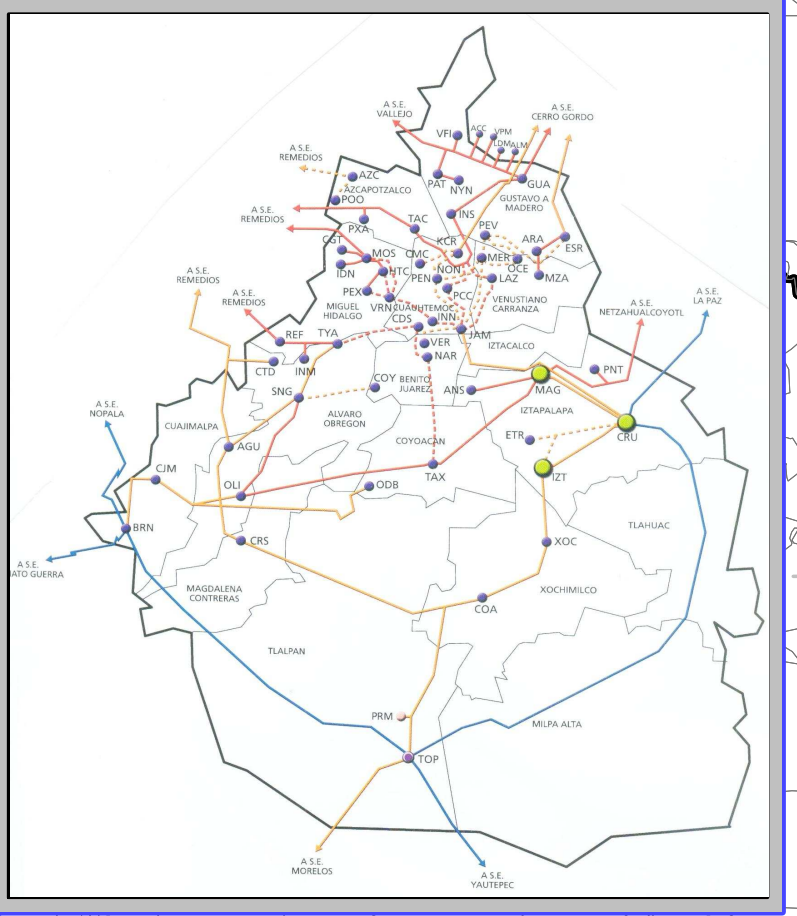 A S.E.
VALLEJO
A S.E.
CERRO GORDO
VFI
ACC
VPM
LDM
ALM
A S.E.
REMEDIOS
AZC
AZCAPOTZALCO
POO
PAT
NYN
GUA
GUSTAVO A
MADERO
A S.E.
REMEDIOS
PXA
TAC
INS
PEV
KCR
ARA
ESR
CGT
MOS
CMC
MER
OCE
IDN
HTC
NON
PEN
LAZ
MZA
PEX
PCC
A S.E.
REMEDIOS
A S.E.
REMEDIOS
MIGUEL
HIDALGO
VRN
CUAUHTEMOC
CDS
INN
VENUSTIANO
CARRANZA
A S.E.
NETZAHUALCOYOTL
A S.E.
LA PAZ
REF
TYA
JAM
IZTACALCO
VER
NAR
CTD
INM
PNT
COY
BENITO
JUAREZ
ANS
MAG
SNG
IZTAPALAPA
A S.E.
NOPALA
CUAJIMALPA
ALVARO
OBREGON
COYOACAN
ETR
CRU
AGU
CJM
OLI
TAX
IZT
ODB
BRN
TLAHUAC
CRS
XOC
A S.E.
ATO GUERRA
MAGDALENA
CONTRERAS
COA
XOCHIMILCO
TLALPAN
PRM
MILPA ALTA
TOP
A S.E.
MORELOS
A S.E.
YAUTEPEC